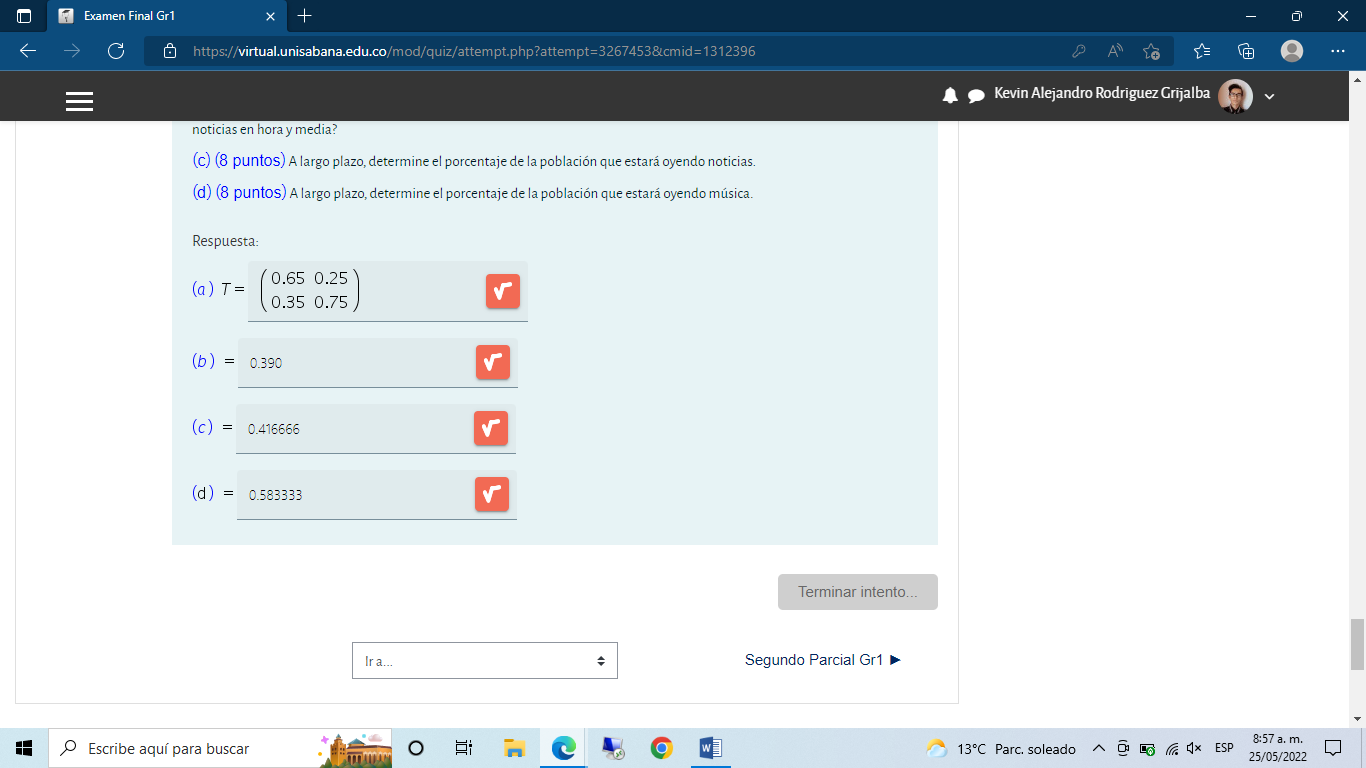 Examen Final Gr1
https://virtual.unisabana.edu.co/mod/quiz/attempt.php?attempt=3267453&cmid=1312396
Kevin Alejandro Rodriguez Grijalba
noticias en hora y media?
(c) (8 puntos) A largo plazo, determine el porcentaje de la población que estará oyendo noticias.
(d) (8 puntos) A largo plazo, determine el porcentaje de la población que estará oyendo música.
Respuesta:
(a) T = (0.65 0.25
0.35 0.75)
(b) = 0.390
(c) = 0.416666
(d) = 0.583333
Terminar intento...
Ir a...
Segundo Parcial Gr1 ►
Escribe aquí para buscar
13°C Parc. soleado
ESP
8:57 a. m.
25/05/2022